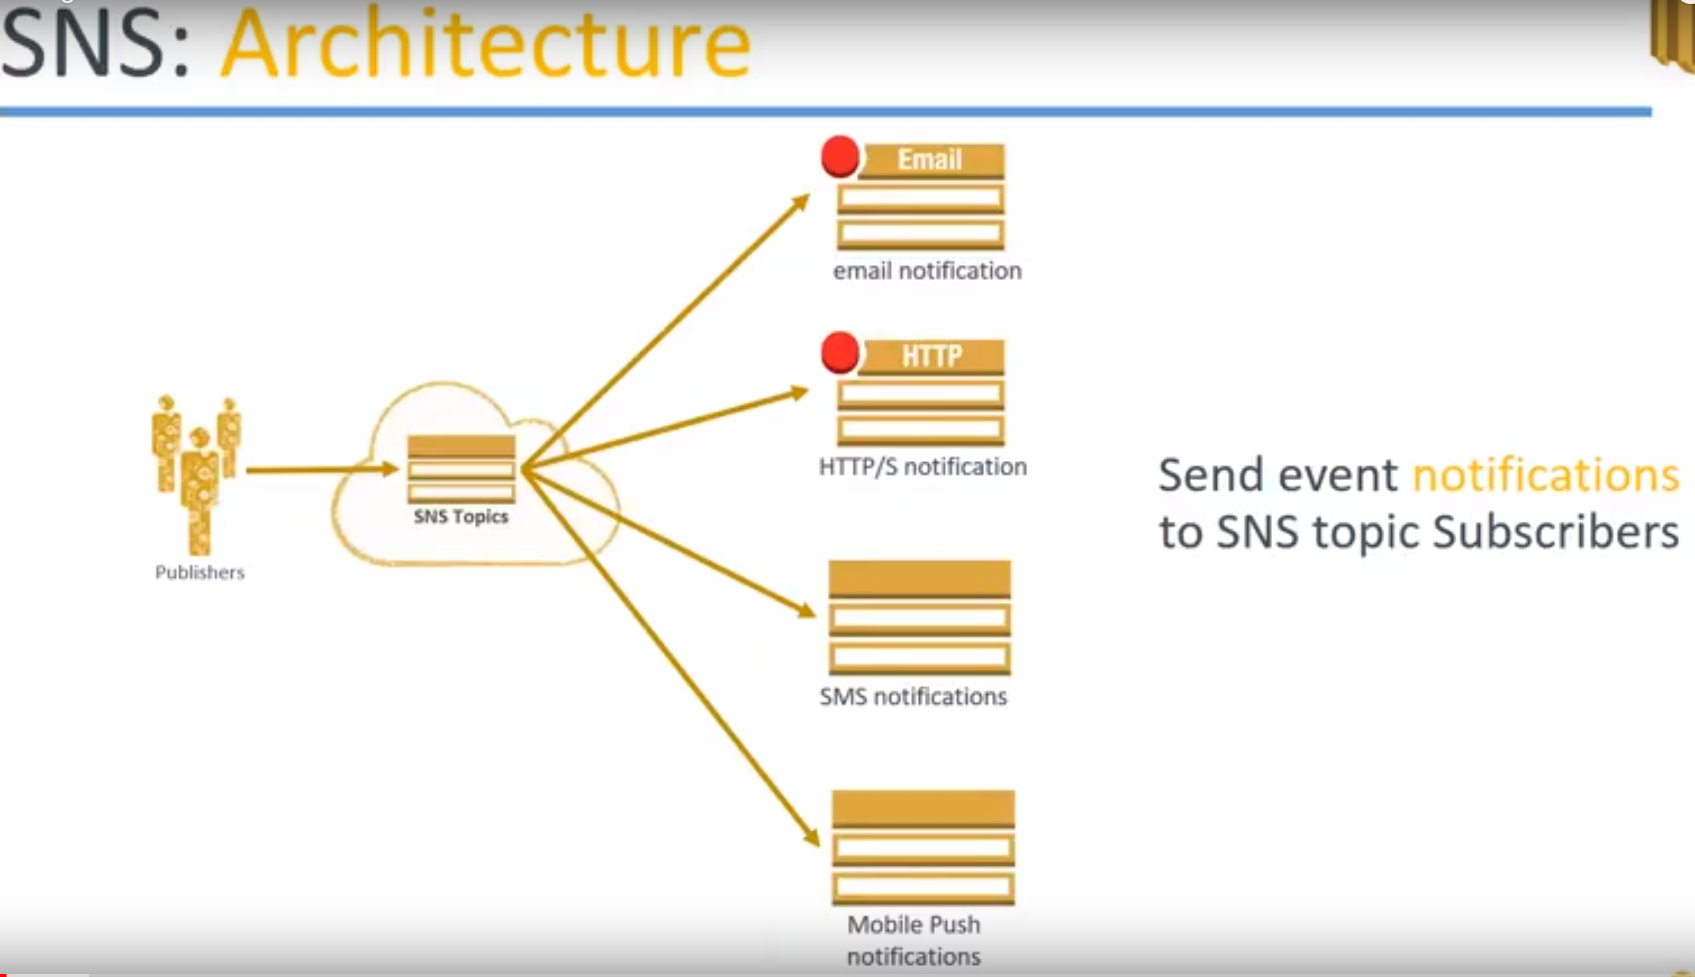 SNS: Architecture
Email
email notification
HTTP
HTTP/S notification
SNS Topics
Publishers
Send event notifications
to SNS topic Subscribers
SMS notifications
Mobile Push
notifications